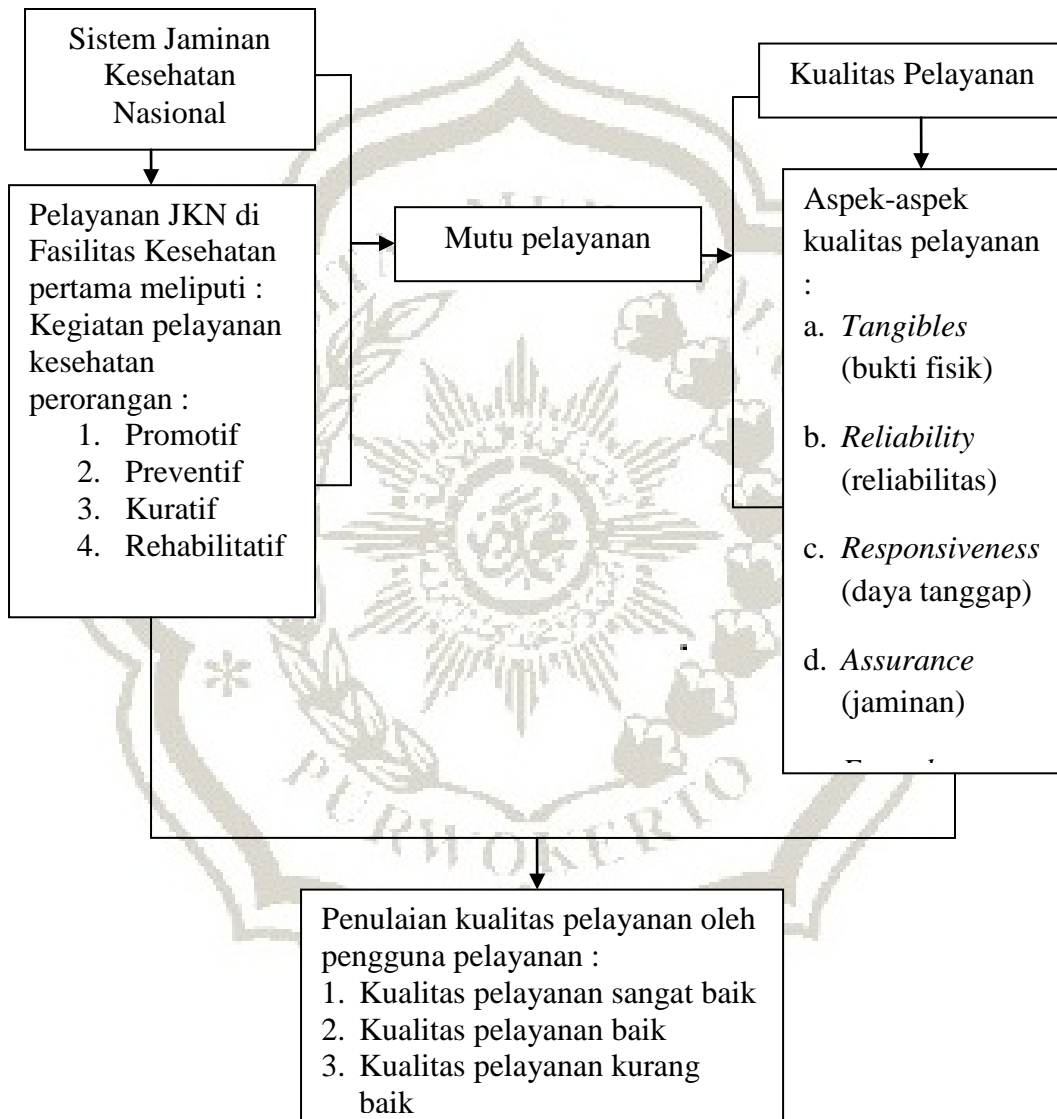 Sistem Jaminan
Kesehatan
Nasional
Pelayanan JKN di
Fasilitas Kesehatan
pertama meliputi :
Kegiatan pelayanan
kesehatan
perorangan :
1. Promotif
2. Preventif
3. Kuratif
4. Rehabilitatif
Mutu pelayanan
Kualitas Pelayanan
Aspek-aspek
kualitas pelayanan
:
a. Tangibles
(bukti fisik)
b. Reliability
(reliabilitas)
c. Responsiveness
(daya tanggap)
d. Assurance
(jaminan)
PURWOKERTO
Penulaian kualitas pelayanan oleh
pengguna pelayanan :
1. Kualitas pelayanan sangat baik
2. Kualitas pelayanan baik
3. Kualitas pelayanan kurang
baik